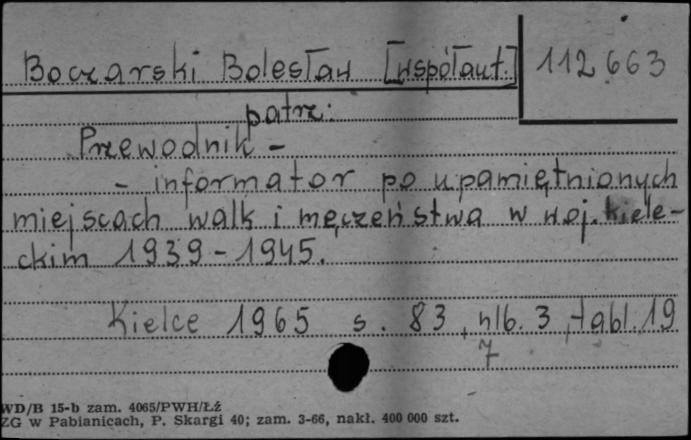 Boczarski Bolesław [współaut.] 112 663
patrz:
Przewodnik -
- informator po upamiętnionych
miejscach walk i męczeństwa w woj. kiele-
ckim 1939-1945.
Kielce 1965 s. 83, nlb. 3, tabl. 19
7
WD/B 15-b zam. 4065/PWH/Łź
ZG w Pabianicach, P. Skargi 40; zam. 3-66, nakł. 400 000 szt.